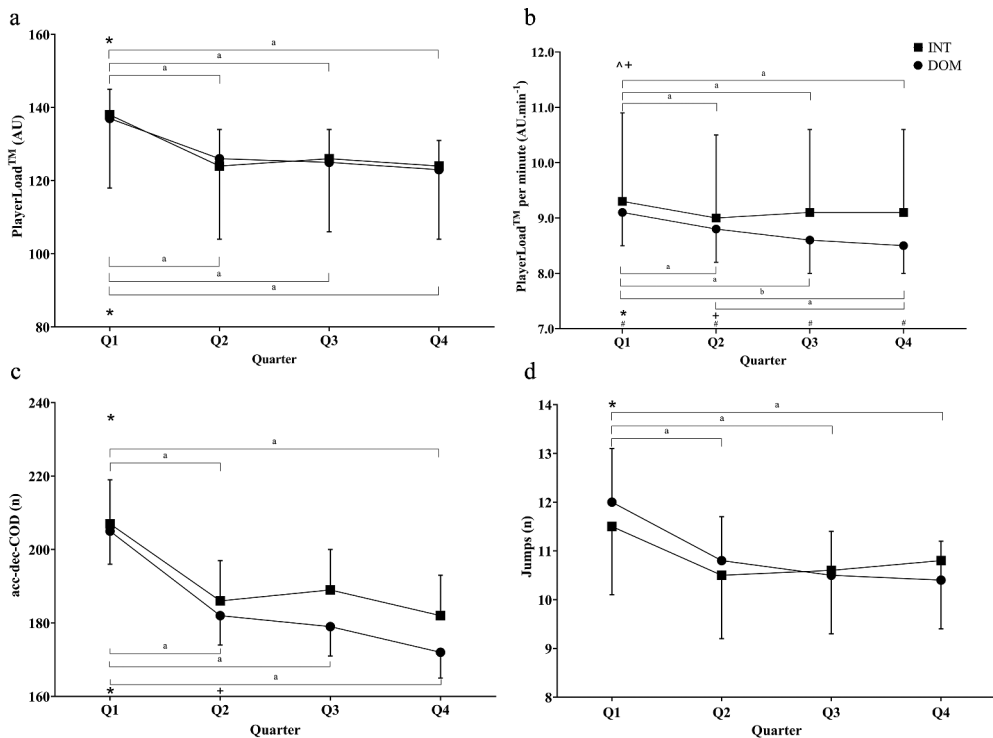 a
160
140
120
100
80
PlayerLoad™ (AU)
*
a
a
a
a
a
a
*
Q1 Q2 Q3 Q4
Quarter
b
12.0
11.0
10.0
9.0
8.0
7.0
PlayerLoad™ per minute (AU.min-1)
INT
DOM
^ +
a
a
a
a
a
b
a
* +
# # # #
Q1 Q2 Q3 Q4
Quarter
c
240
220
200
180
160
acc-dec-COD (n)
*
a
a
a
a
a
* +
Q1 Q2 Q3 Q4
Quarter
d
14
13
12
11
10
9
8
Jumps (n)
*
a
a
a
Q1 Q2 Q3 Q4
Quarter